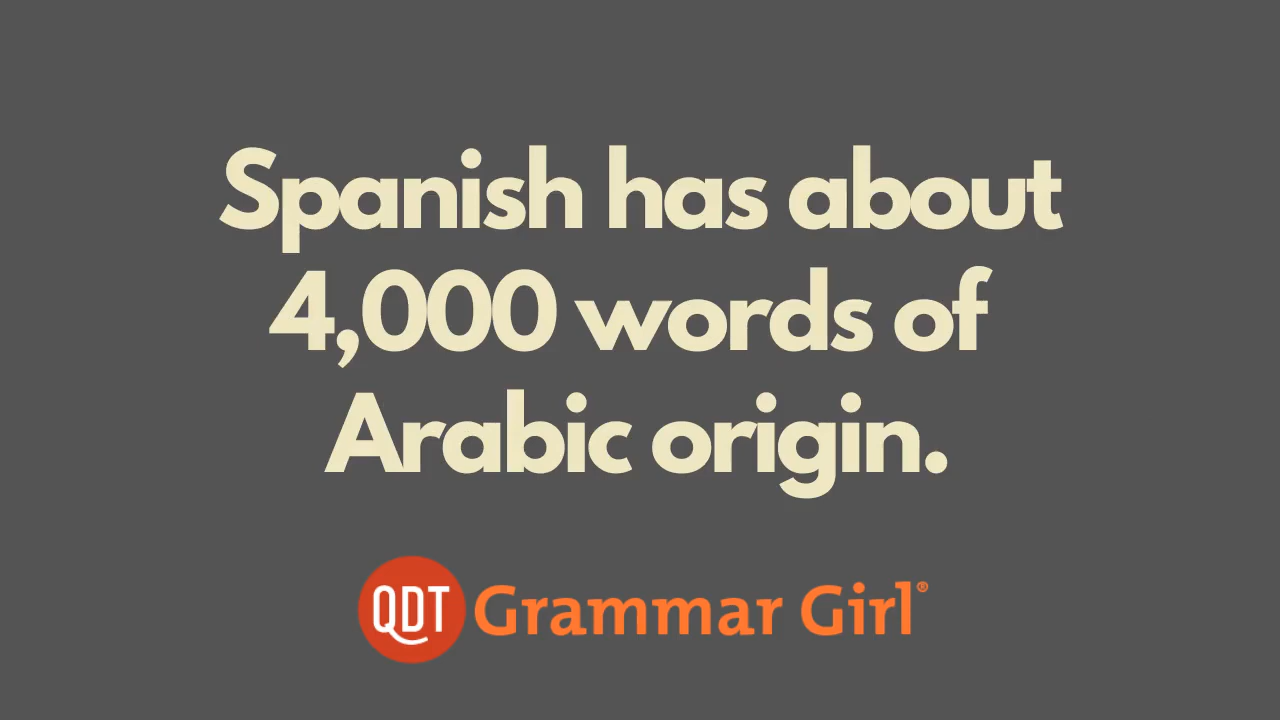 Spanish has about
4,000 words of
Arabic origin.
QDT Grammar Girl®